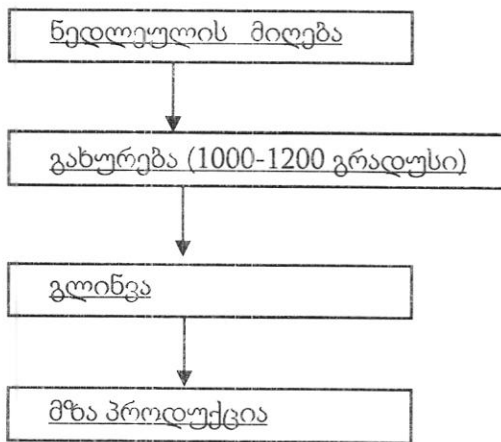 ნედლეულის მიღება
გახურება (1000-1200 გრადუსი)
გლინვა
მზა პროდუქცია